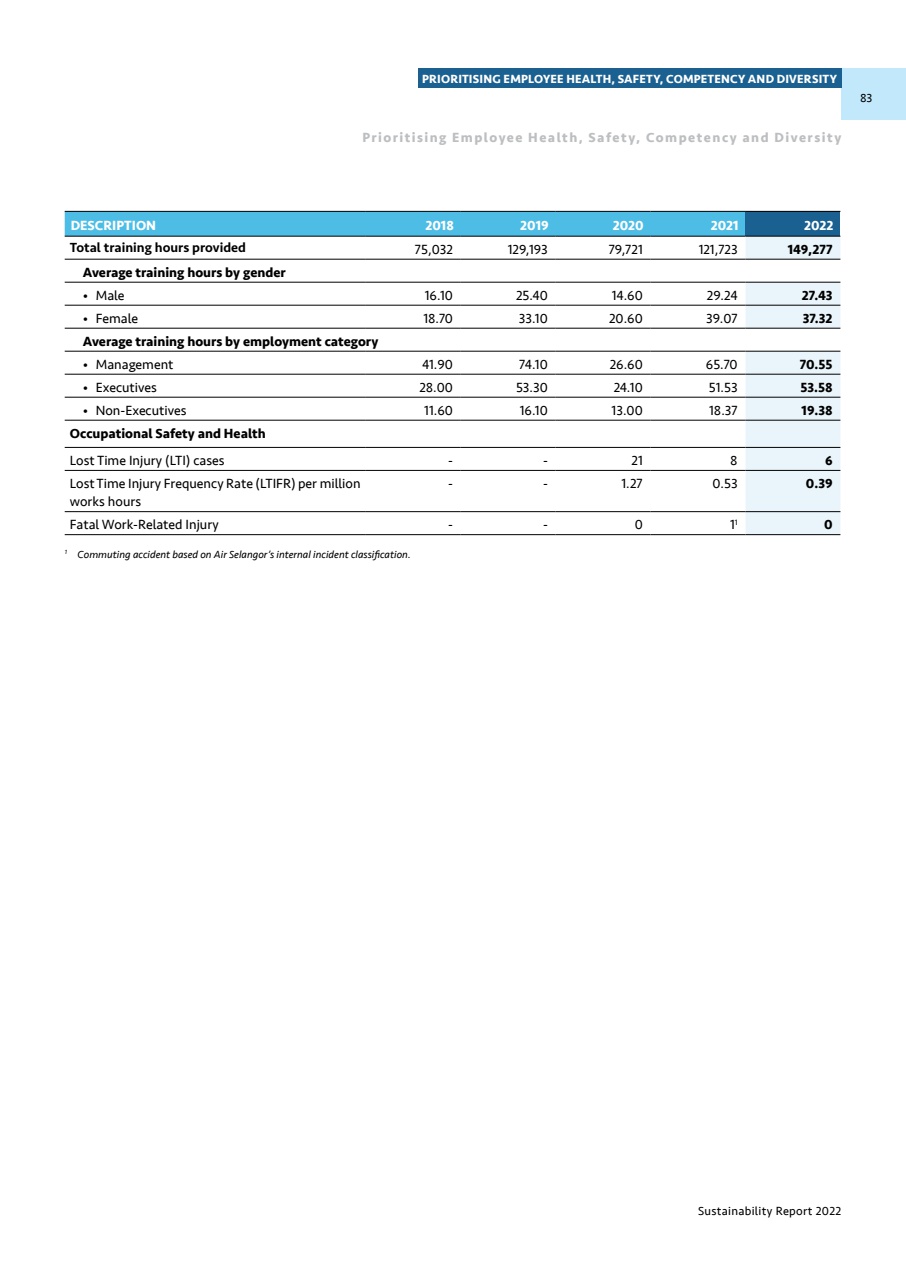 PRIORITISING EMPLOYEE HEALTH, SAFETY, COMPETENCY AND DIVERSITY
83
Prioritising Employee Health, Safety, Competency and Diversity
DESCRIPTION 2018 2019 2020 2021 2022
Total training hours provided 75,032 129,193 79,721 121,723 149,277
Average training hours by gender
• Male 16.10 25.40 14.60 29.24 27.43
• Female 18.70 33.10 20.60 39.07 37.32
Average training hours by employment category
• Management 41.90 74.10 26.60 65.70 70.55
• Executives 28.00 53.30 24.10 51.53 53.58
• Non-Executives 11.60 16.10 13.00 18.37 19.38
Occupational Safety and Health
Lost Time Injury (LTI) cases - - 21 8 6
Lost Time Injury Frequency Rate (LTIFR) per million - - 1.27 0.53 0.39
works hours
Fatal Work-Related Injury - - 0 1¹ 0
¹ Commuting accident based on Air Selangor's internal incident classification.
Sustainability Report 2022